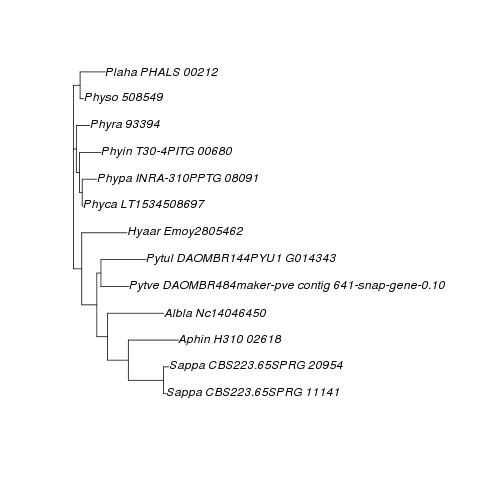 Plaha PHALS 00212
Physo 508549
Phyra 93394
Phyin T30-4PITG 00680
Phypa INRA-310PPTG 08091
Phyca LT1534508697
Hyaar Emoy2805462
Pytul DAOMBR144PYU1 G014343
Pytve DAOMBR484maker-pve contig 641-snap-gene-0.10
Albla Nc14046450
Aphin H310 02618
Sappa CBS223.65SPRG 20954
Sappa CBS223.65SPRG 11141